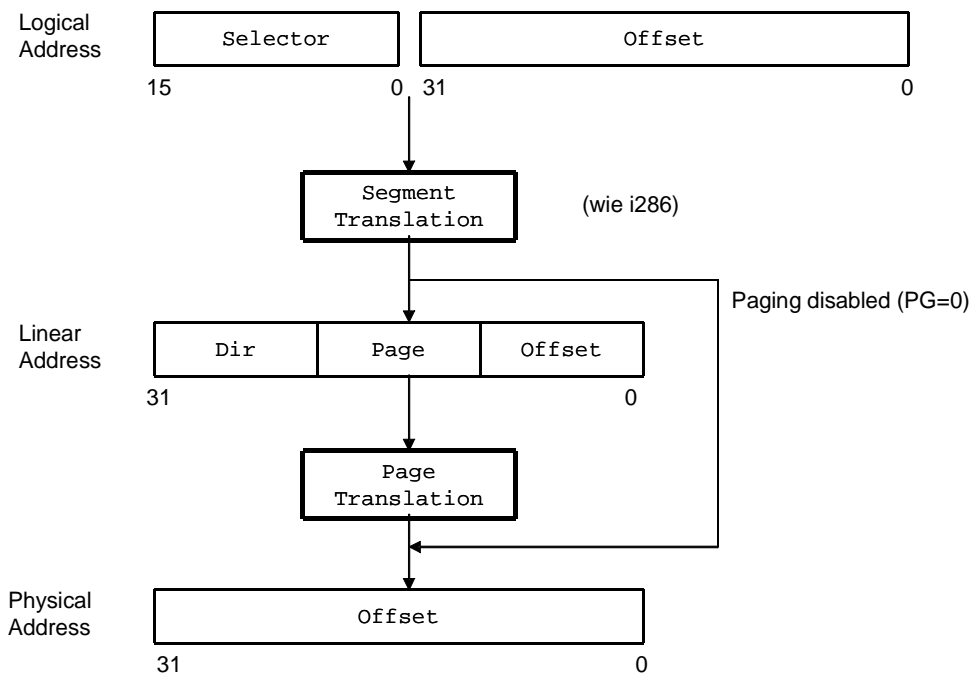 Logical
Address
Selector
Offset
15
0
31
0
Segment
Translation
(wie i286)
Paging disabled (PG=0)
Linear
Address
Dir
Page
Offset
31
0
Page
Translation
Physical
Address
Offset
31
0